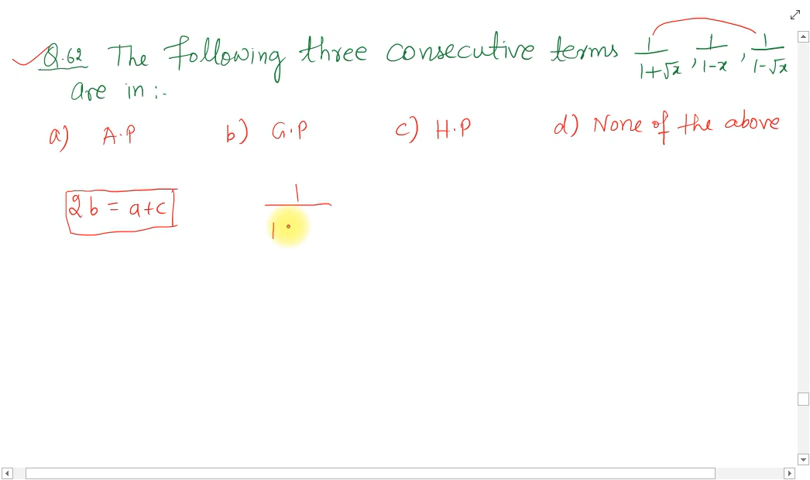 Q.62 The Following three consecutive terms 1/(1+√x), 1/(1-x), 1/(1-√x)
are in :-
a) A.P b) G.P c) H.P d) None of the above
2b = a+c 1/1